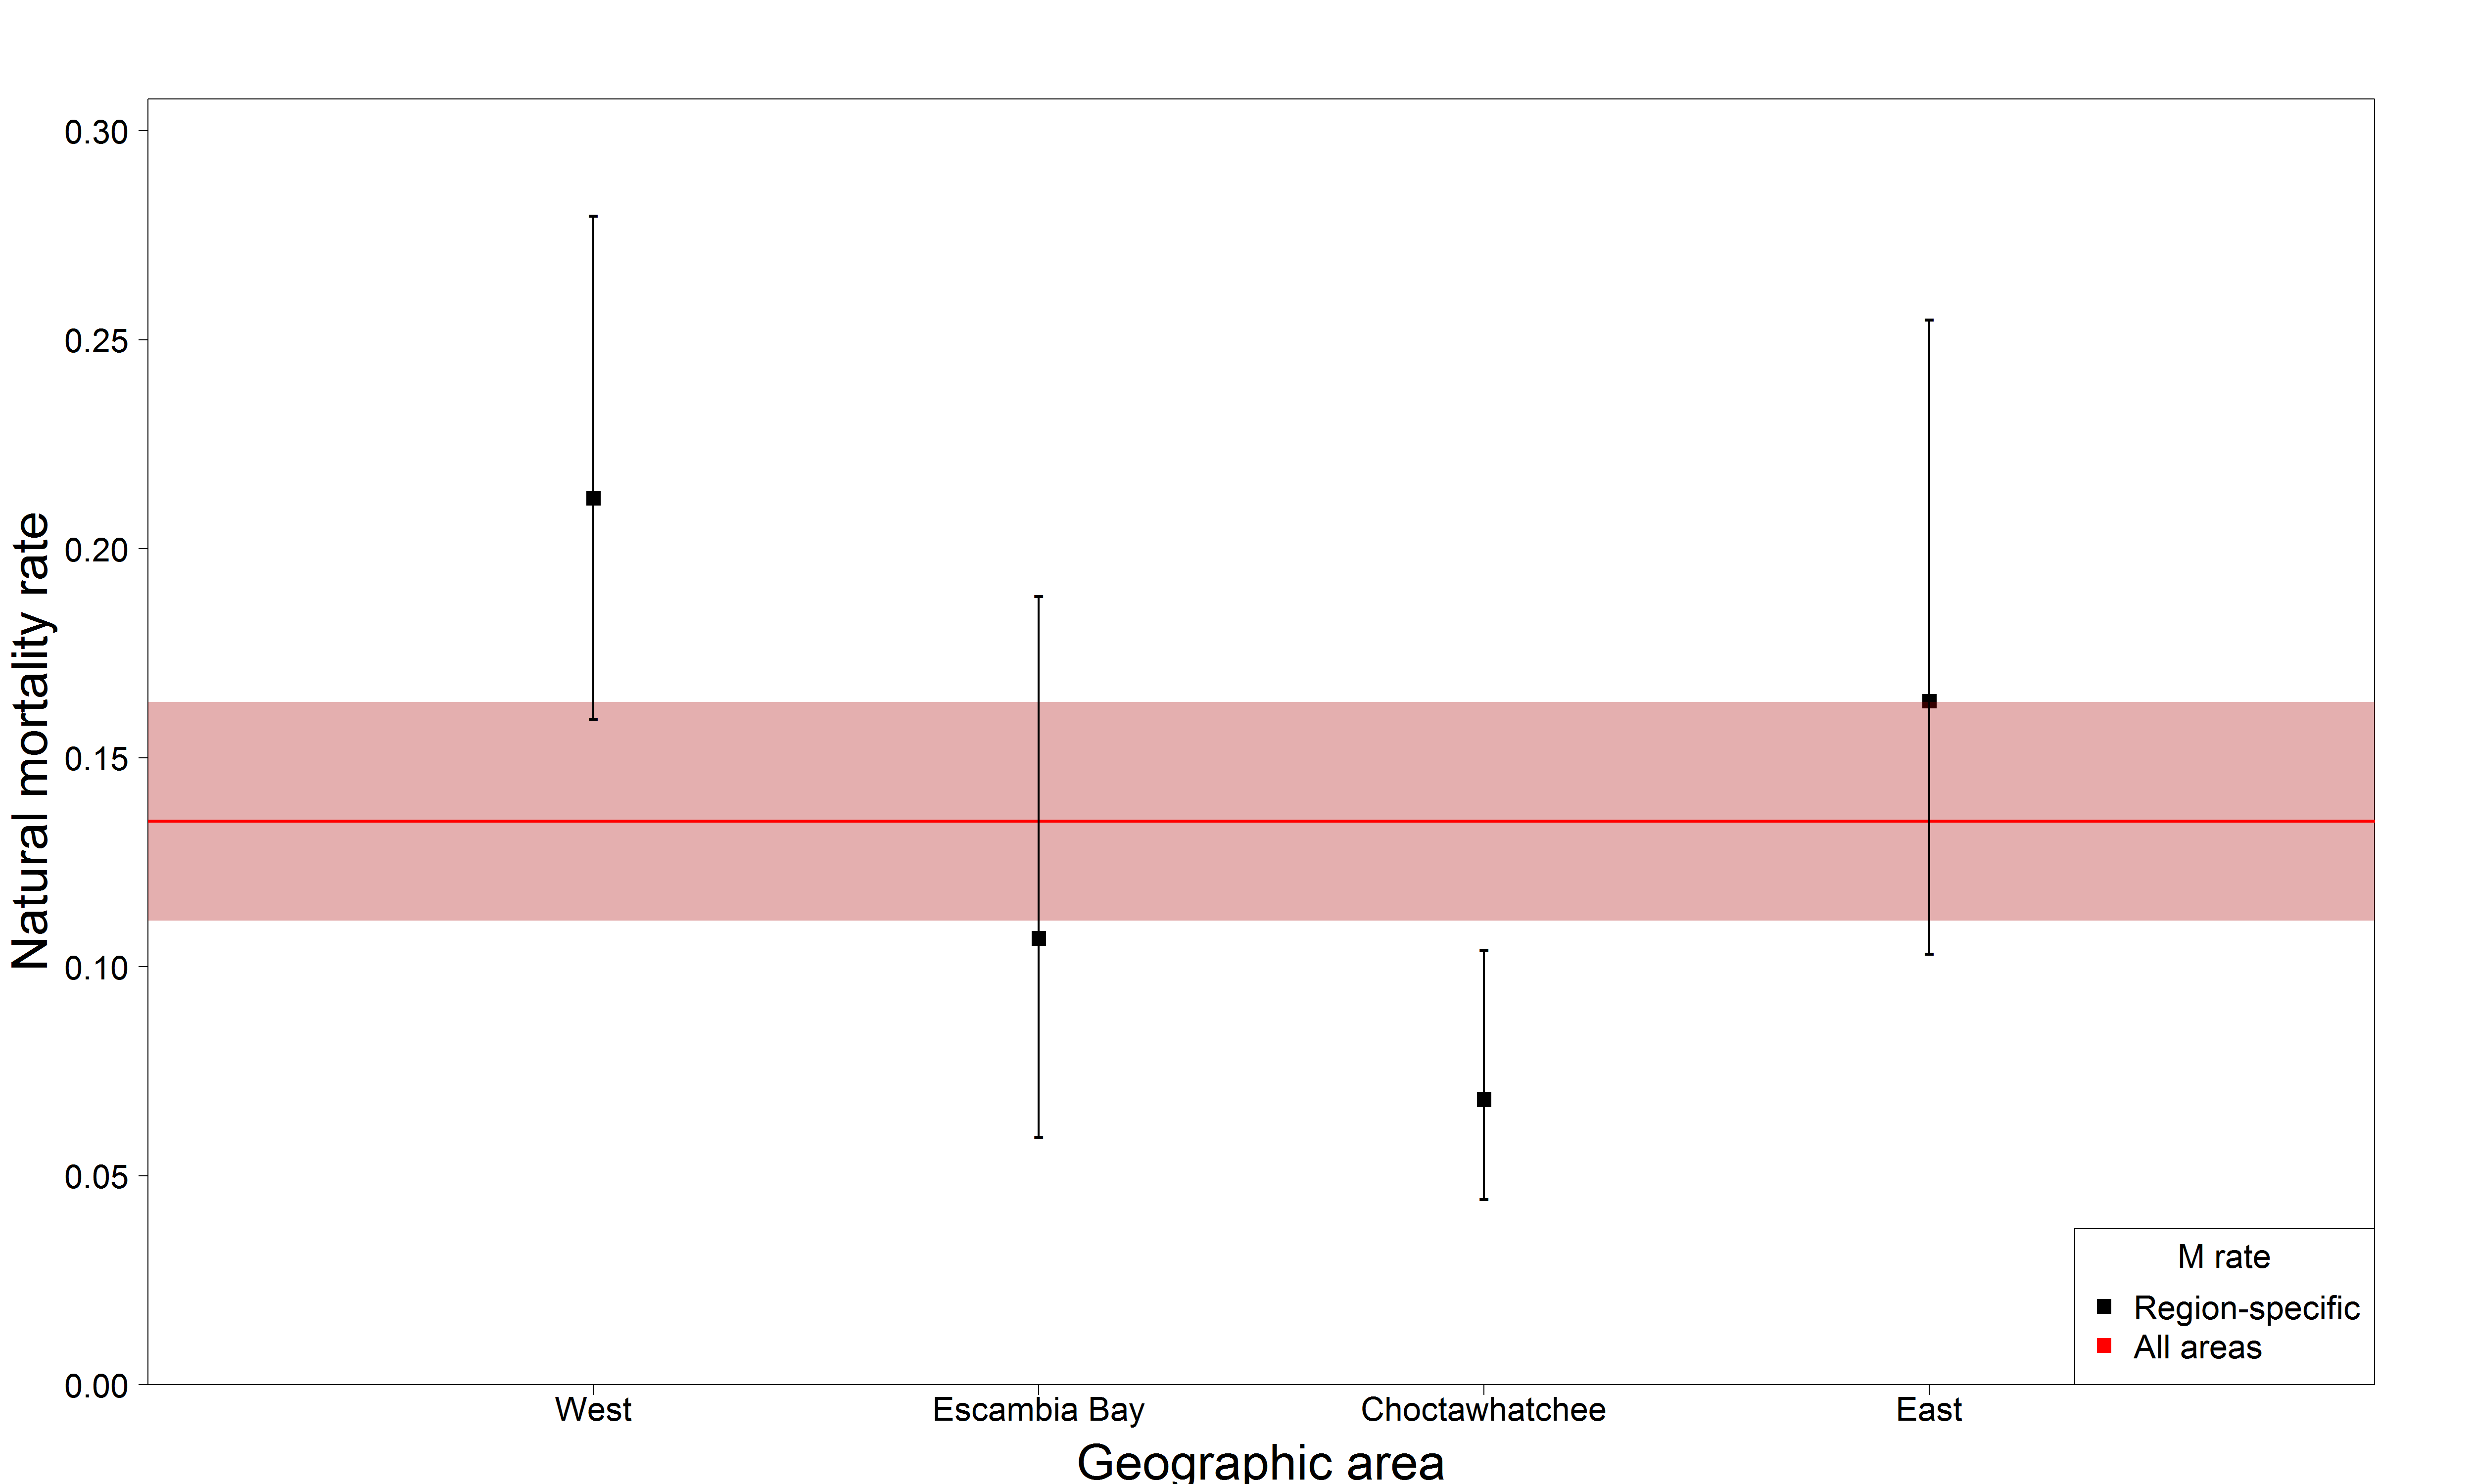 Natural mortality rate
0.30
0.25
0.20
0.15
0.10
0.05
0.00
West
Escambia Bay
Choctawhatchee
East
Geographic area
M rate
Region-specific
All areas